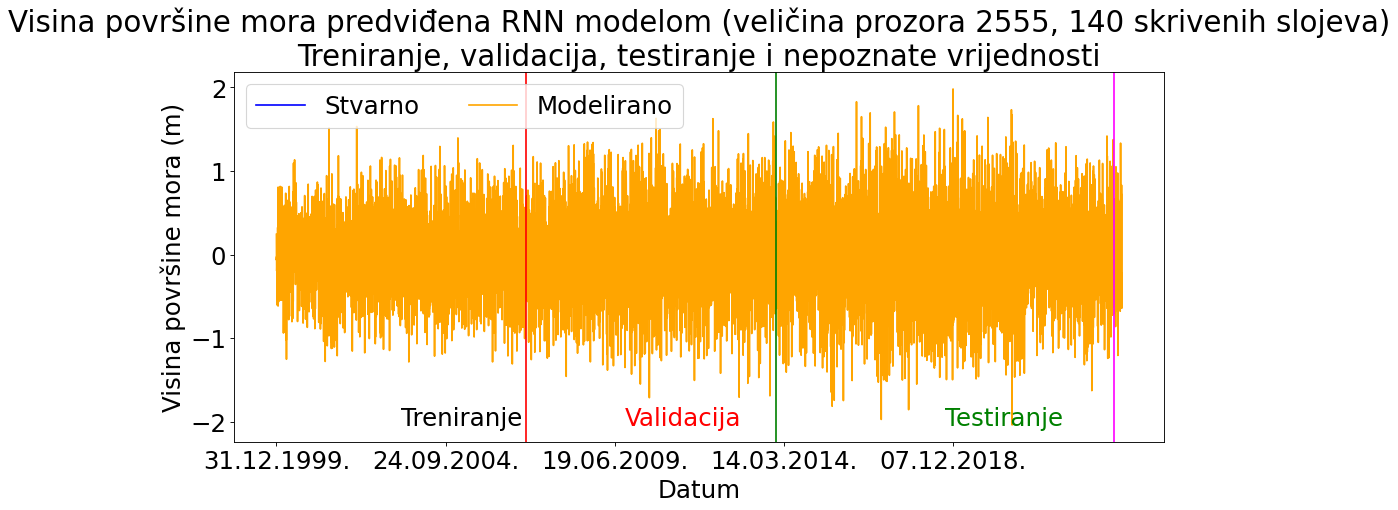 Visina površine mora predviđena RNN modelom (veličina prozora 2555, 140 skrivenih slojeva)
Treniranje, validacija, testiranje i nepoznate vrijednosti
Stvarno Modelirano
Visina površine mora (m)
2
1
0
−1
−2
Treniranje Validacija Testiranje
31.12.1999. 24.09.2004. 19.06.2009. 14.03.2014. 07.12.2018.
Datum